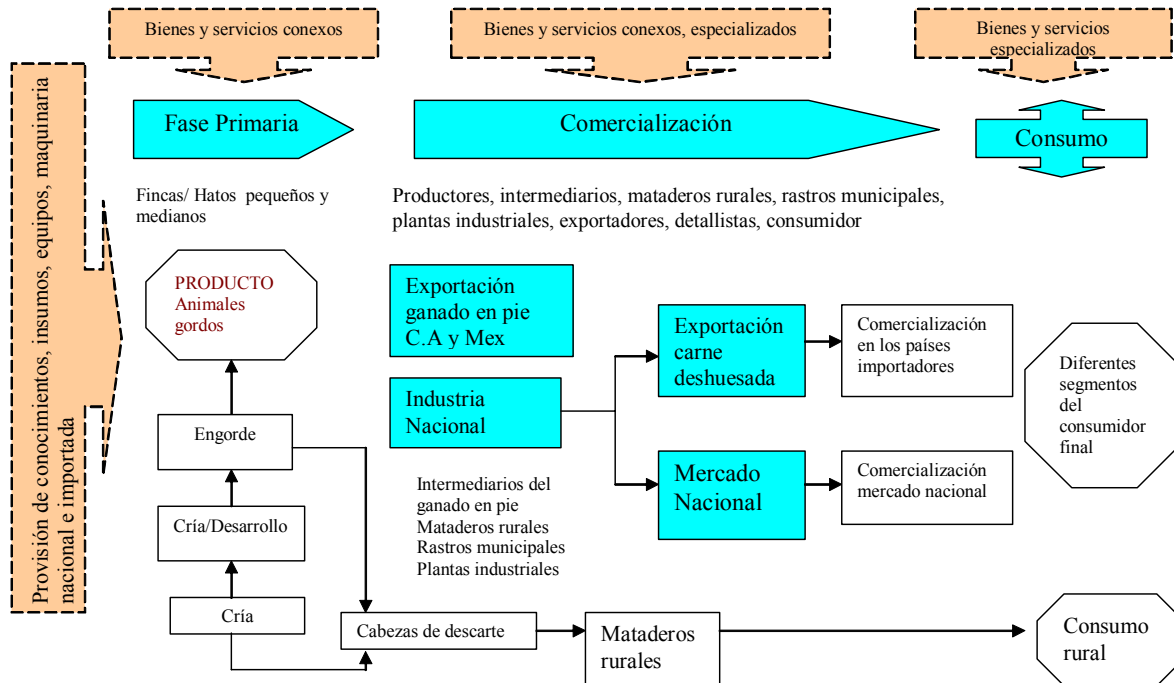 Bienes y servicios conexos
Bienes y servicios conexos, especializados
Bienes y servicios
especializados
Provisión de conocimientos, insumos, equipos, maquinaria
nacional e importada
Fase Primaria
Comercialización
Consumo
Fincas/ Hatos pequeños y
medianos
Productores, intermediarios, mataderos rurales, rastros municipales,
plantas industriales, exportadores, detallistas, consumidor
PRODUCTO
Animales
gordos
Exportación
ganado en pie
C.A y Mex
Industria
Nacional
Exportación
carne
deshuesada
Comercialización
en los países
importadores
Diferentes
segmentos
del
consumidor
final
Engorde
Mercado
Nacional
Comercialización
mercado nacional
Intermediarios del
ganado en pie
Mataderos rurales
Rastros municipales
Plantas industriales
Cría/Desarrollo
Cría
Cabezas de descarte
Mataderos
rurales
Consumo
rural